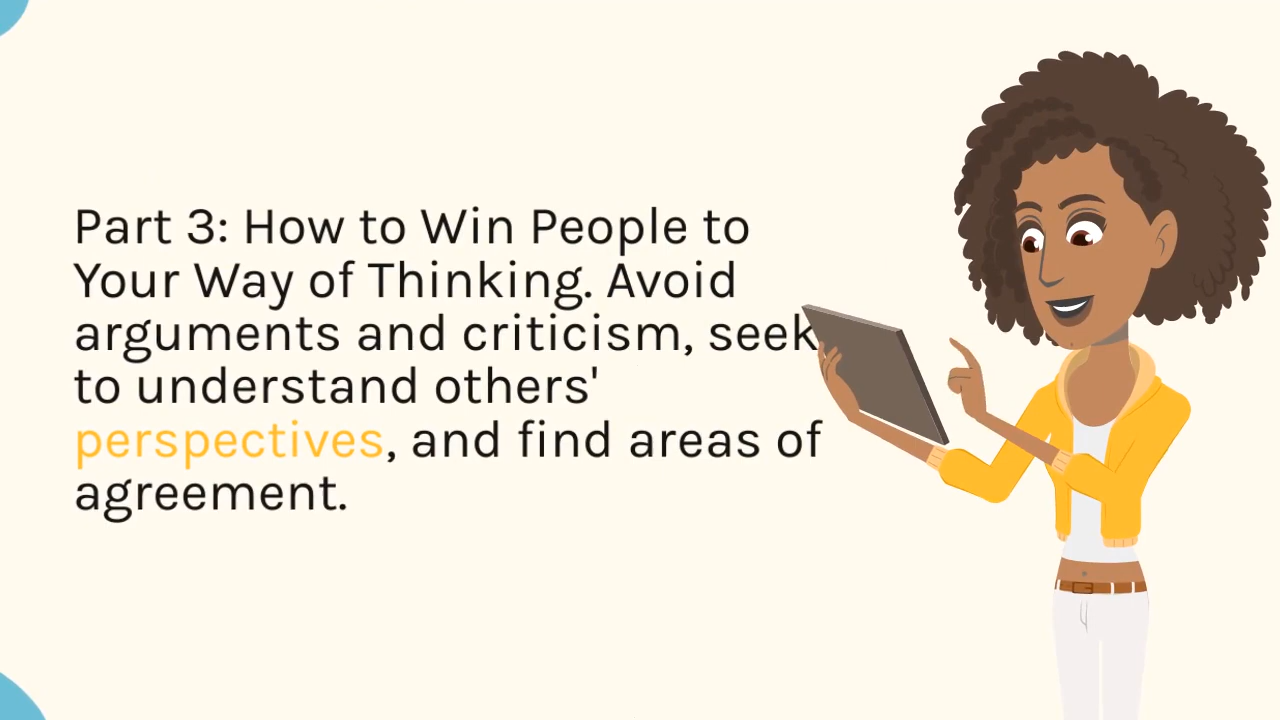 Part 3: How to Win People to
Your Way of Thinking. Avoid
arguments and criticism, seek
to understand others'
perspectives, and find areas of
agreement.